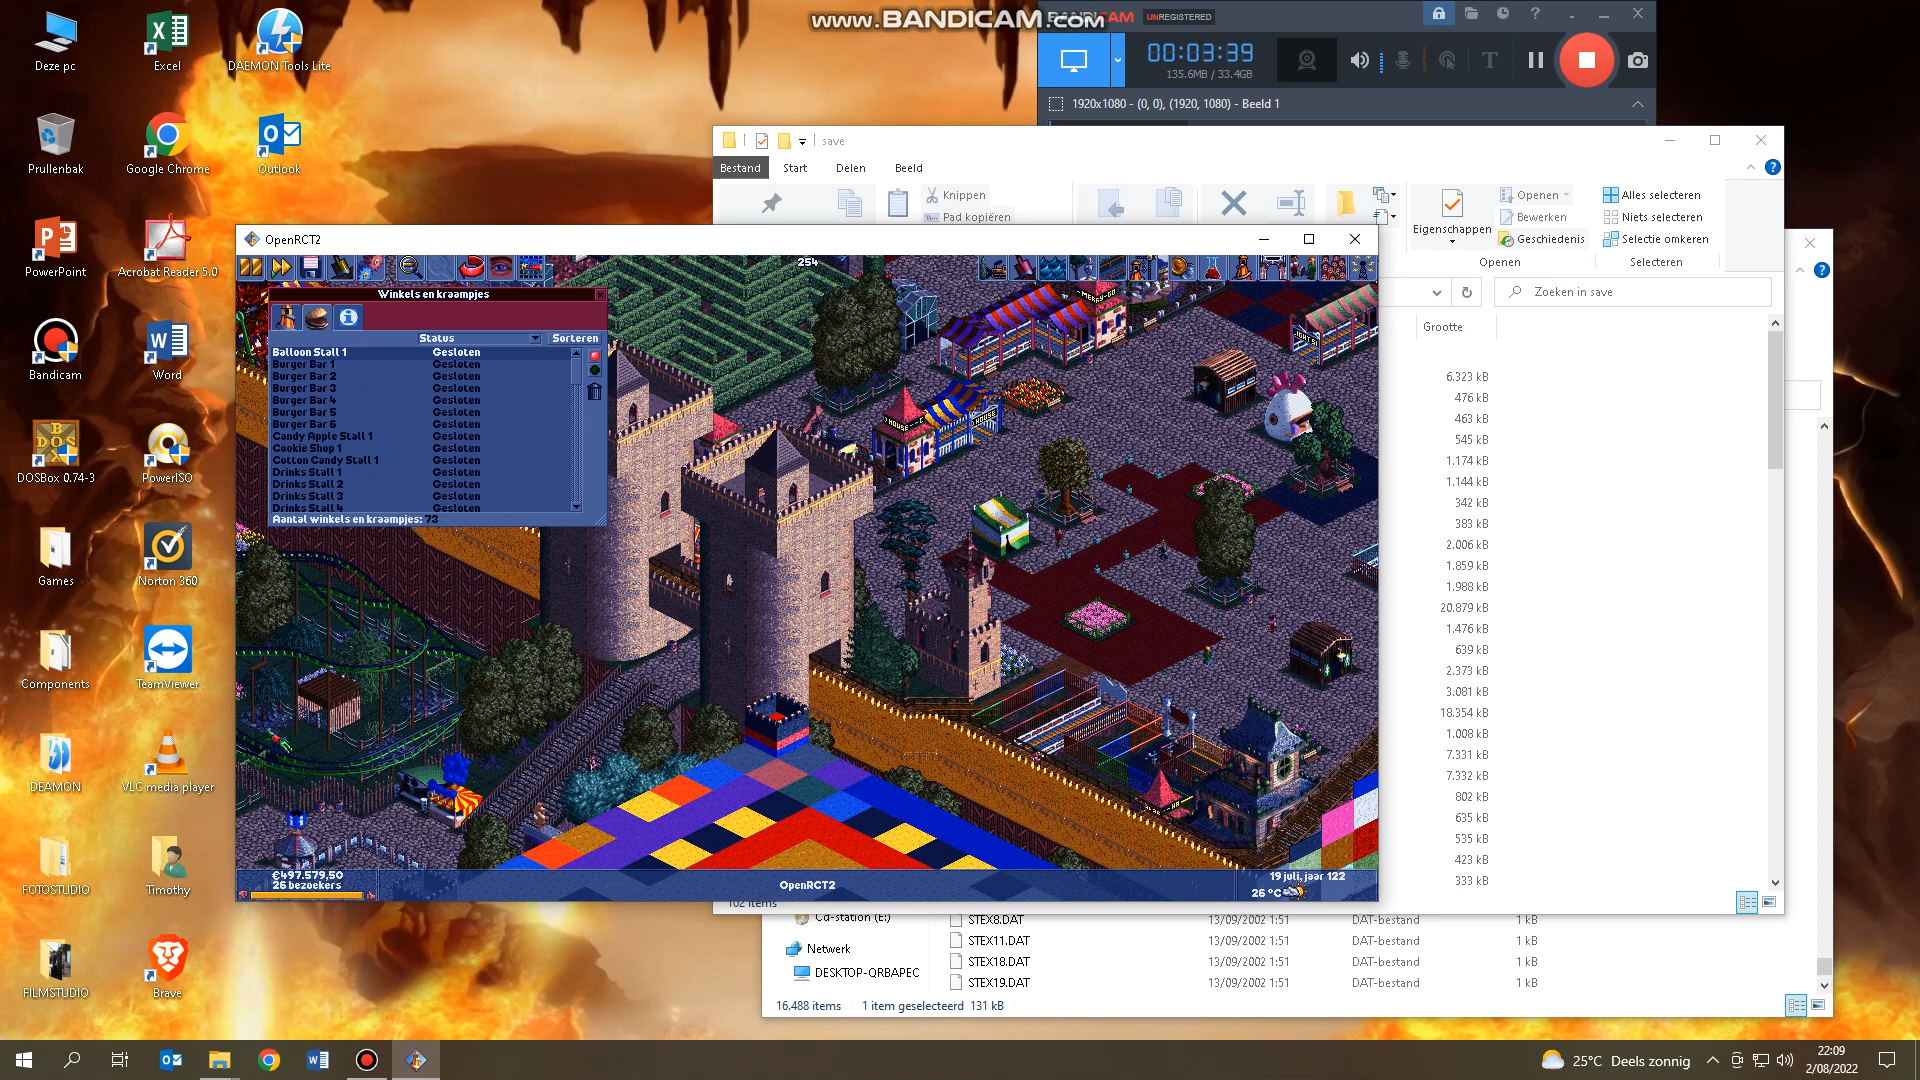 www.BANDICAM.com
BANDICAM UNREGISTERED
00:03:39
135.6MB / 33.4GB
1920x1080 - (0, 0), (1920, 1080) - Beeld 1
Deze pc
Excel
DAEMON Tools Lite
Prullenbak
Google Chrome
Outlook
PowerPoint
Acrobat Reader 5.0
Bandicam
Word
DOSBox 0.74-3
PowerISO
Games
Norton 360
Components
TeamViewer
DEAMON
VLC media player
FOTOSTUDIO
Timothy
FILMSTUDIO
Brave
save
Bestand
Start
Delen
Beeld
Knippen
Pad kopiëren
Eigenschappen
Openen
Bewerken
Geschiedenis
Openen
Alles selecteren
Niets selecteren
Selectie omkeren
Selecteren
Zoeken in save
Grootte
6.323 kB
476 kB
463 kB
545 kB
1.174 kB
1.144 kB
342 kB
383 kB
2.006 kB
1.859 kB
1.988 kB
20.879 kB
1.476 kB
639 kB
2.373 kB
3.081 kB
18.354 kB
1.008 kB
7.331 kB
7.332 kB
802 kB
635 kB
535 kB
423 kB
333 kB
102 items
OpenRCT2
254
Winkels en kraampjes
Status
Sorteren
Balloon Stall 1 Gesloten
Burger Bar 1 Gesloten
Burger Bar 2 Gesloten
Burger Bar 3 Gesloten
Burger Bar 4 Gesloten
Burger Bar 5 Gesloten
Burger Bar 6 Gesloten
Candy Apple Stall 1 Gesloten
Cookie Shop 1 Gesloten
Cotton Candy Stall 1 Gesloten
Drinks Stall 1 Gesloten
Drinks Stall 2 Gesloten
Drinks Stall 3 Gesloten
Drinks Stall 4 Gesloten
Aantal winkels en kraampjes: 73
MERRY-GO
HOUSE
€497.579,50
26 bezoekers
OpenRCT2
19 juli, jaar 122
26 °C
Cd-station (E:)
Netwerk
DESKTOP-QRBAPEC
STEX8.DAT 13/09/2002 1:51 DAT-bestand 1 kB
STEX11.DAT 13/09/2002 1:51 DAT-bestand 1 kB
STEX18.DAT 13/09/2002 1:51 DAT-bestand 1 kB
STEX19.DAT 13/09/2002 1:51 DAT-bestand 1 kB
16.488 items 1 item geselecteerd 131 kB
25°C Deels zonnig
22:09
2/08/2022